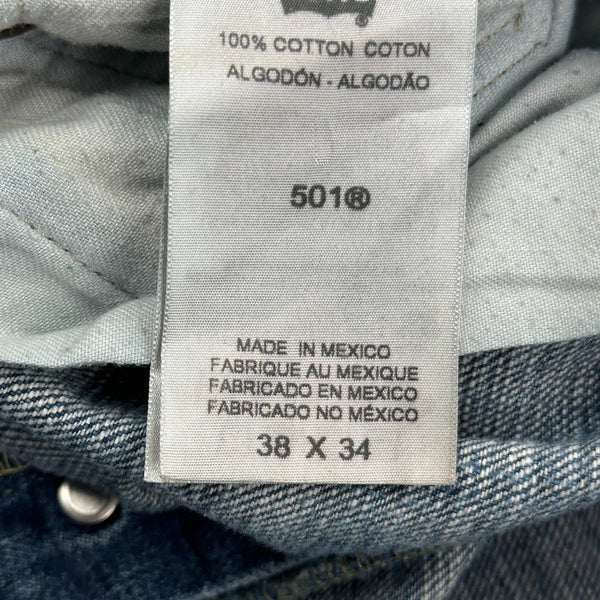 100% COTTON COTON
ALGODÓN - ALGODÃO
501®
MADE IN MEXICO
FABRIQUE AU MEXIQUE
FABRICADO EN MEXICO
FABRICADO NO MÉXICO
38 X 34